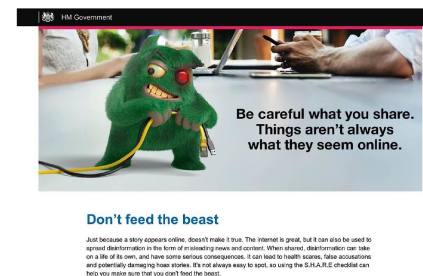 HM Government
Be careful what you share.
Things aren't always
what they seem online.
Don't feed the beast
Just because a story appears online, doesn't make it true. The internet is great, but it can also be used to
spread disinformation in the form of misleading news and content. When shared, disinformation can take
on a life of its own, and have some serious consequences. It can lead to health scares, false accusations
and potentially damaging hoax stories. It's not always easy to spot, so using the S.H.A.R.E checklist can
help you make sure that you don't feed the beast.